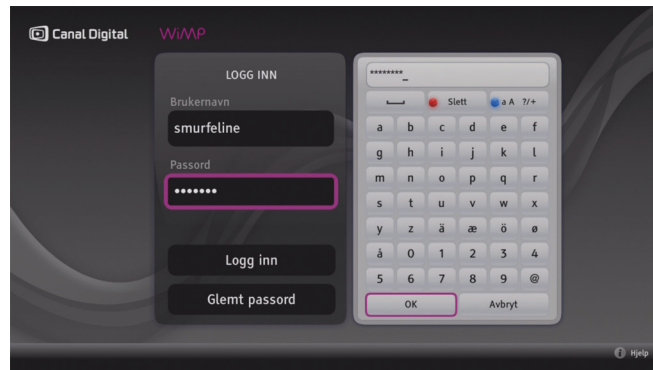 Canal Digital
WiMP
LOGG INN
Brukernavn
smurfeline
Passord
•••••••
Logg inn
Glemt passord
********_
Slett
a A ?/+
a b c d e f
g h i j k l
m n o p q r
s t u v w x
y z ä æ ö ø
å 0 1 2 3 4
5 6 7 8 9 @
OK Avbryt
i Hjelp